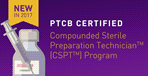 NEW
IN 2017
PTCB CERTIFIED
Compounded Sterile
Preparation Technician™
(CSPT™) Program